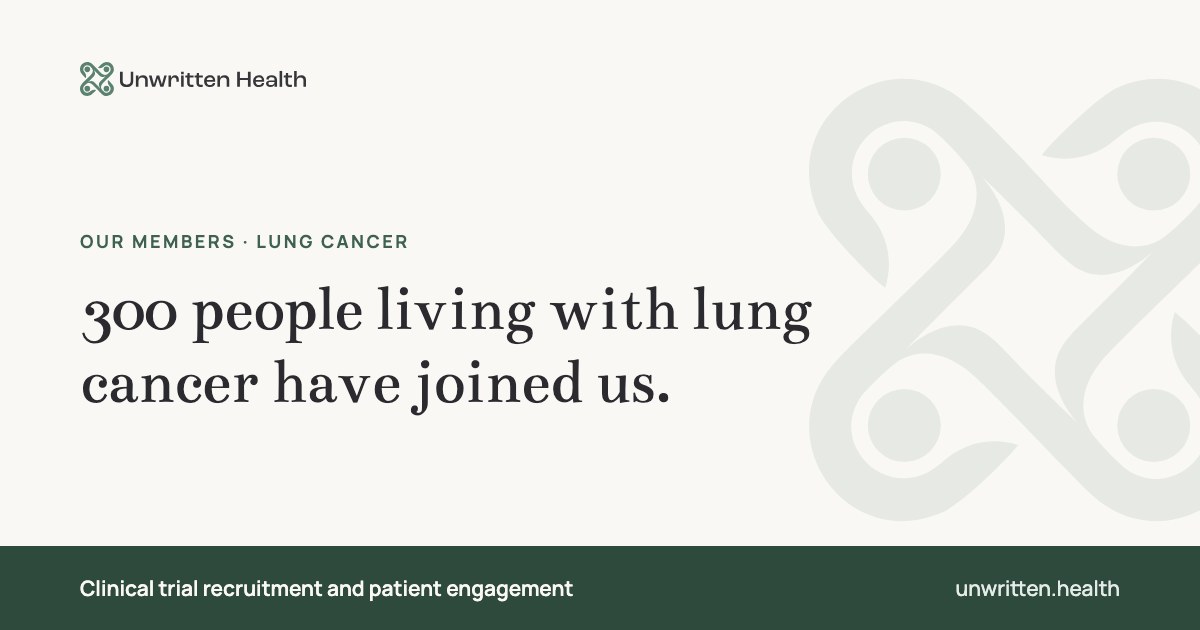 Unwritten Health
OUR MEMBERS · LUNG CANCER
300 people living with lung
cancer have joined us.
Clinical trial recruitment and patient engagement
unwritten.health